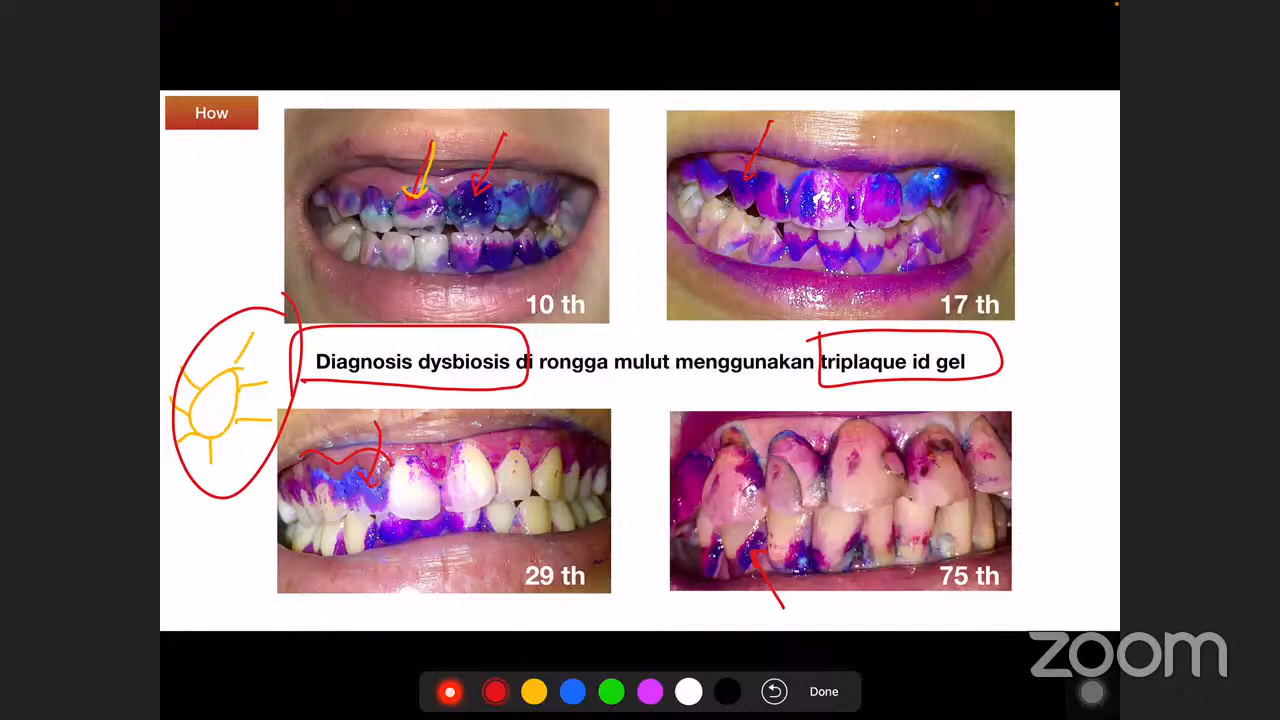 How
10 th
17 th
Diagnosis dysbiosis di rongga mulut menggunakan triplaque id gel
29 th
75 th
zoom
Done